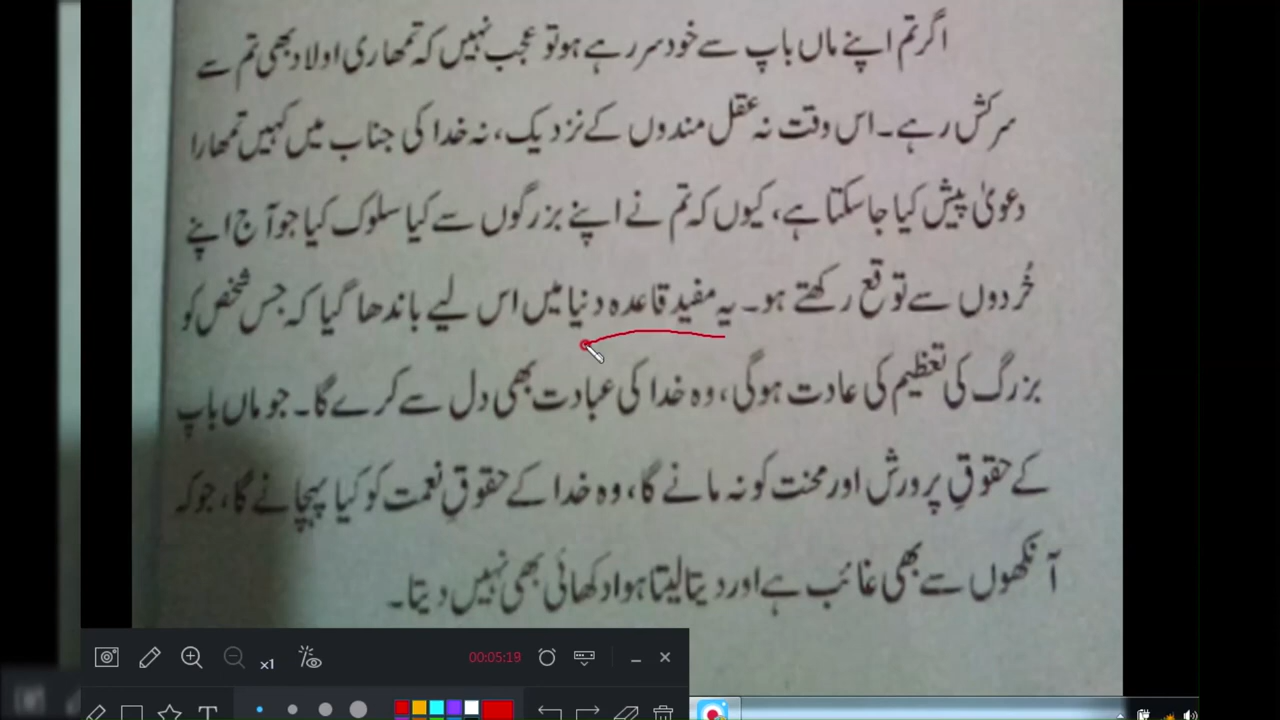 اگر تم اپنے ماں باپ سے خود سر رہے ہو تو عجب نہیں کہ تمھاری اولاد بھی تم سے
سرکش رہے۔ اس وقت نہ عقل مندوں کے نزدیک، نہ خدا کی جناب میں کہیں تمھارا
دعویٰ پیش کیا جا سکتا ہے، کیوں کہ تم نے اپنے بزرگوں سے کیا سلوک کیا جو آج اپنے
خُردوں سے توقع رکھتے ہو۔ یہ مفید قاعدہ دنیا میں اس لیے باندھا گیا کہ جس شخص کو
بزرگ کی تعظیم کی عادت ہوگی، وہ خدا کی عبادت بھی دل سے کرے گا۔ جو ماں باپ
کے حقوقِ پرورش اور محنت کو نہ مانے گا، وہ خدا کے حقوقِ نعمت کو کیا پہچانے گا، جو کہ
آنکھوں سے بھی غائب ہے اور دیتا لیتا ہوا دکھائی بھی نہیں دیتا۔
x1
00:05:19
T